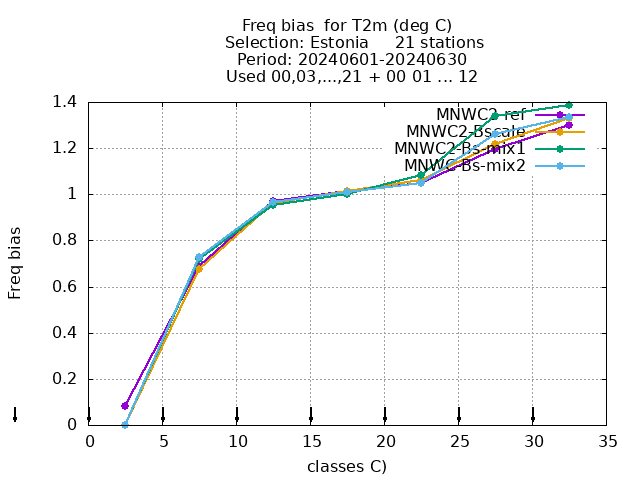 Freq bias  for T2m (deg C)
Selection: Estonia     21 stations
Period: 20240601-20240630
Used 00,03,...,21 + 00 01 ... 12
MNWC2-ref
MNWC2-Bscale
MNWC2-Bs-mix1
MNWC-Bs-mix2
1.4
1.2
1
0.8
0.6
0.4
0.2
0
Freq bias
0 5 10 15 20 25 30 35
classes C)